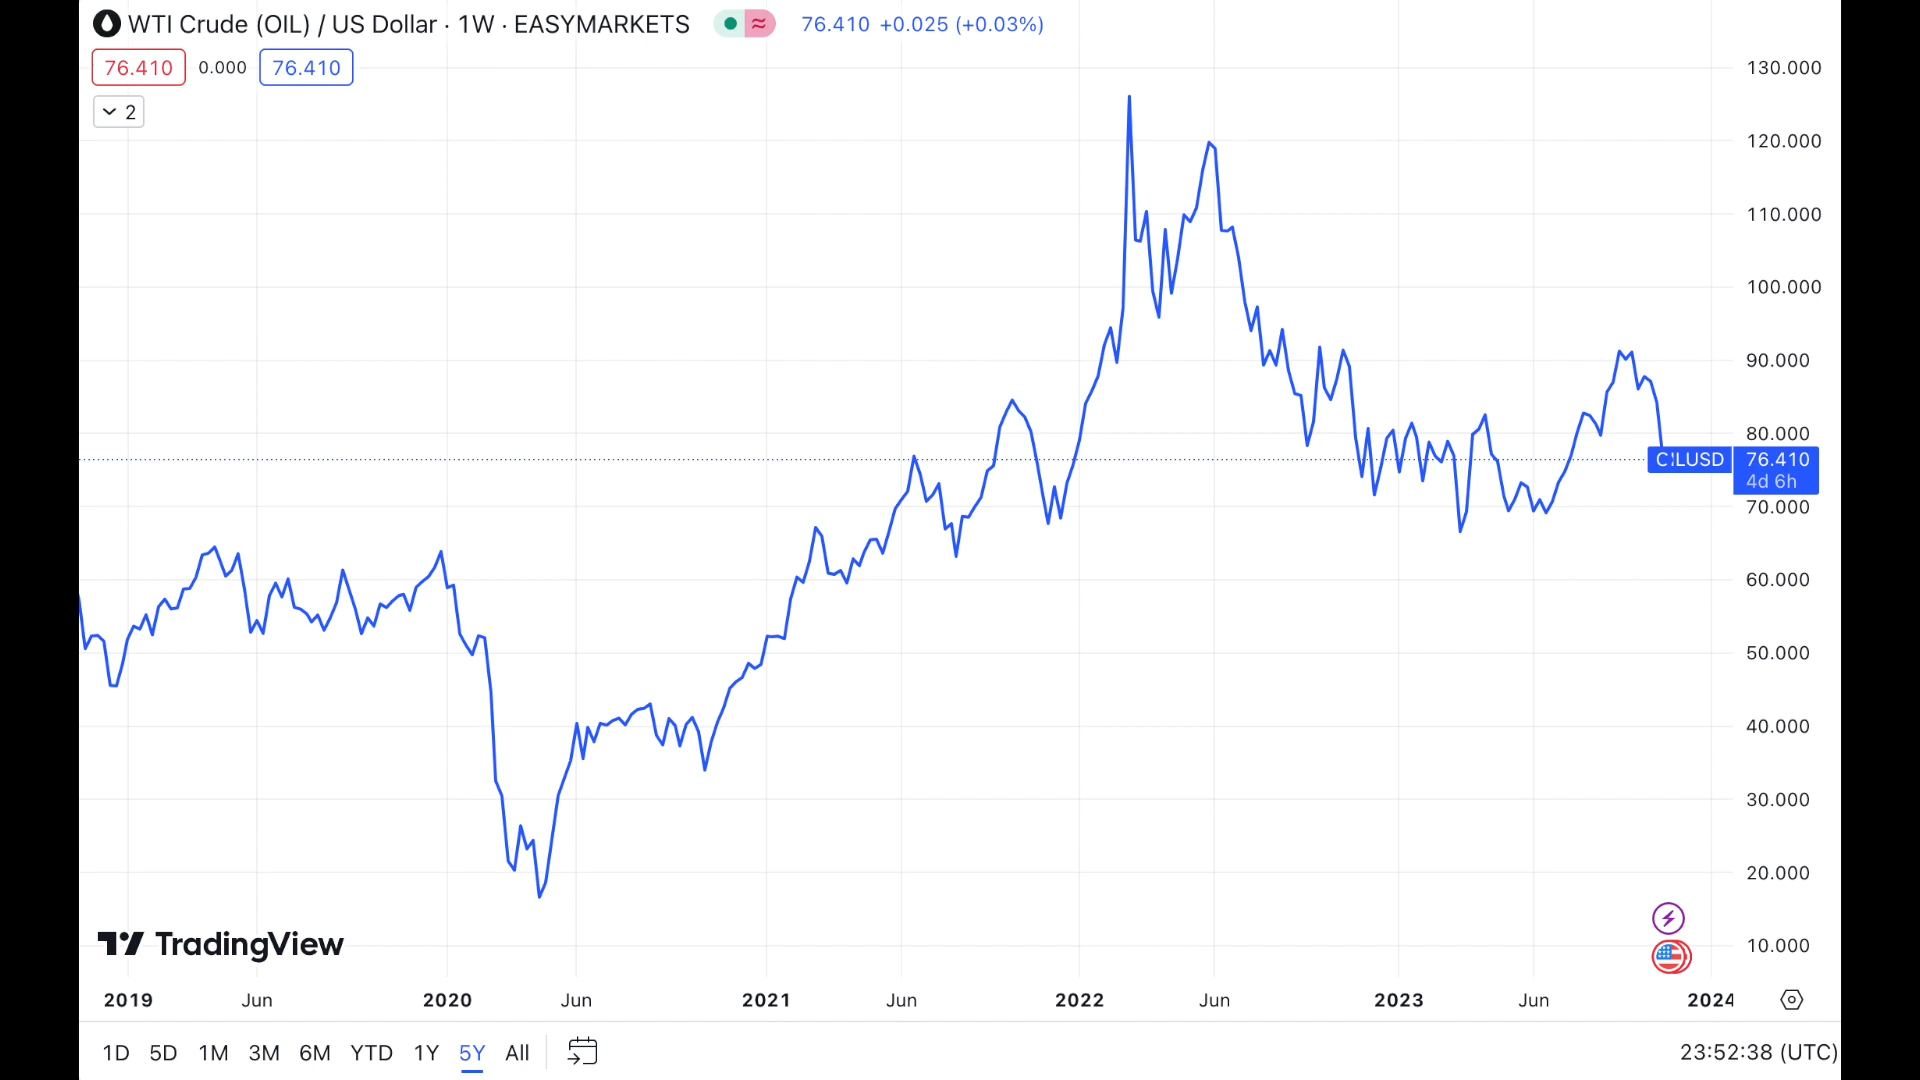 WTI Crude (OIL) / US Dollar · 1W · EASYMARKETS ≈ 76.410 +0.025 (+0.03%)
76.410 0.000 76.410
2
130.000
120.000
110.000
100.000
90.000
80.000
76.410
4d 6h
70.000
60.000
50.000
40.000
30.000
20.000
10.000
TradingView
2019 Jun 2020 Jun 2021 Jun 2022 Jun 2023 Jun 2024
1D 5D 1M 3M 6M YTD 1Y 5Y All 23:52:38 (UTC)